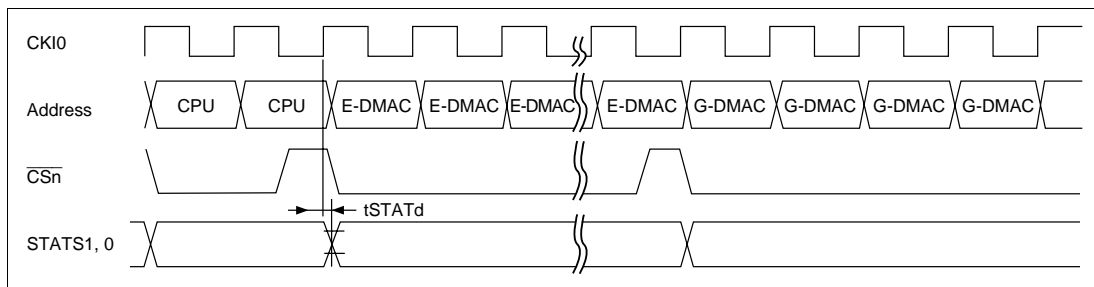 CKI0
Address CPU CPU E-DMAC E-DMAC E-DMAC E-DMAC G-DMAC G-DMAC G-DMAC G-DMAC
CSn
tSTATd
STATS1, 0